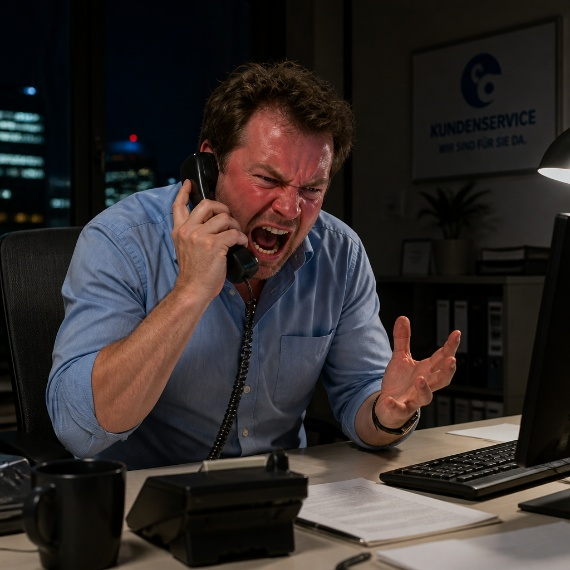 KUNDENSERVICE
WIR SIND FÜR SIE DA.